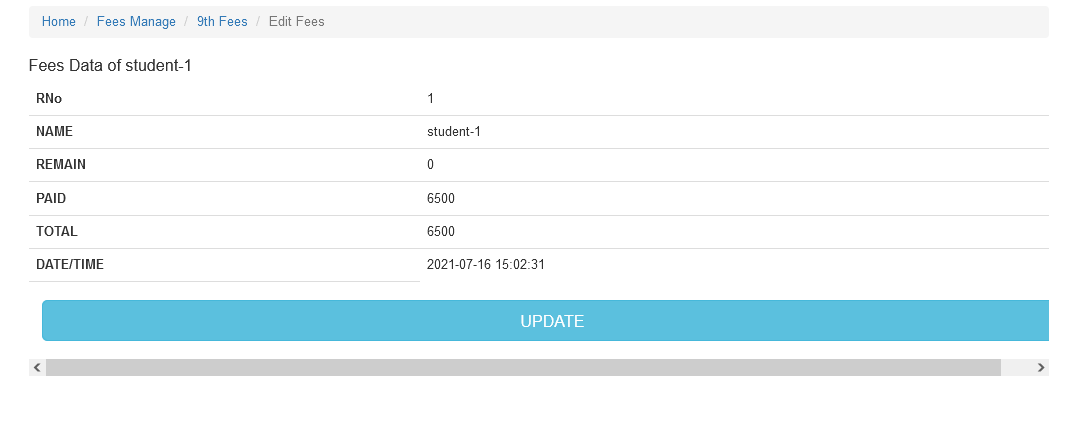 Home / Fees Manage / 9th Fees / Edit Fees
Fees Data of student-1
RNo 1
NAME student-1
REMAIN 0
PAID 6500
TOTAL 6500
DATE/TIME 2021-07-16 15:02:31
UPDATE